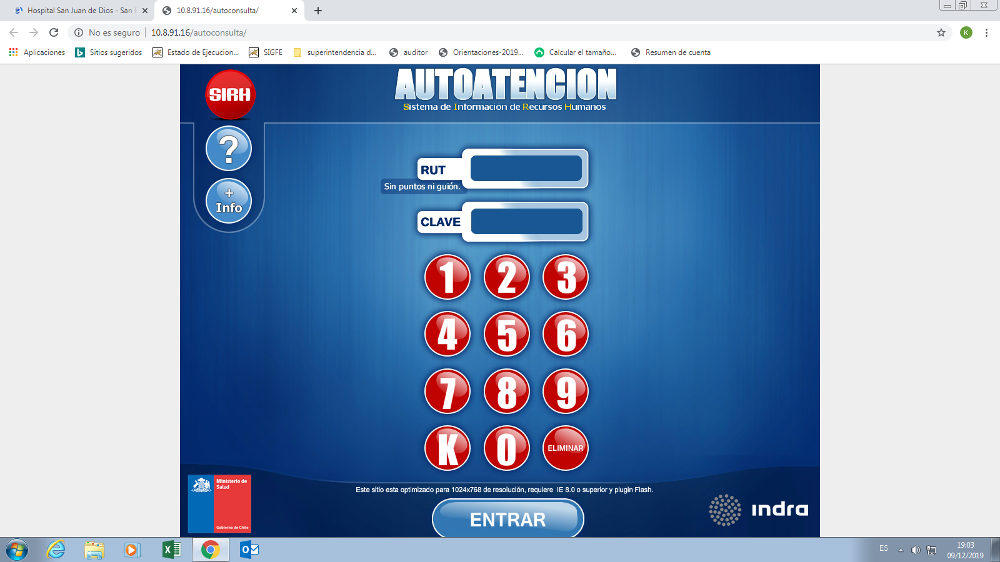 Hospital San Juan de Dios - San
10.8.91.16/autoconsulta/
No es seguro
10.8.91.16/autoconsulta/
K
Aplicaciones
Sitios sugeridos
Estado de Ejecucion...
SIGFE
superintendencia d...
auditor
Orientaciones-2019...
Calcular el tamaño...
Resumen de cuenta
SIRH
AUTOATENCION
Sistema de Información de Recursos Humanos
?
+
Info
RUT
Sin puntos ni guión.
CLAVE
1 2 3
4 5 6
7 8 9
K 0 ELIMINAR
Ministerio de
Salud
Gobierno de Chile
Este sitio esta optimizado para 1024x768 de resolución, requiere IE 8.0 o superior y plugin Flash.
ENTRAR
indra
ES
19:03
09/12/2019